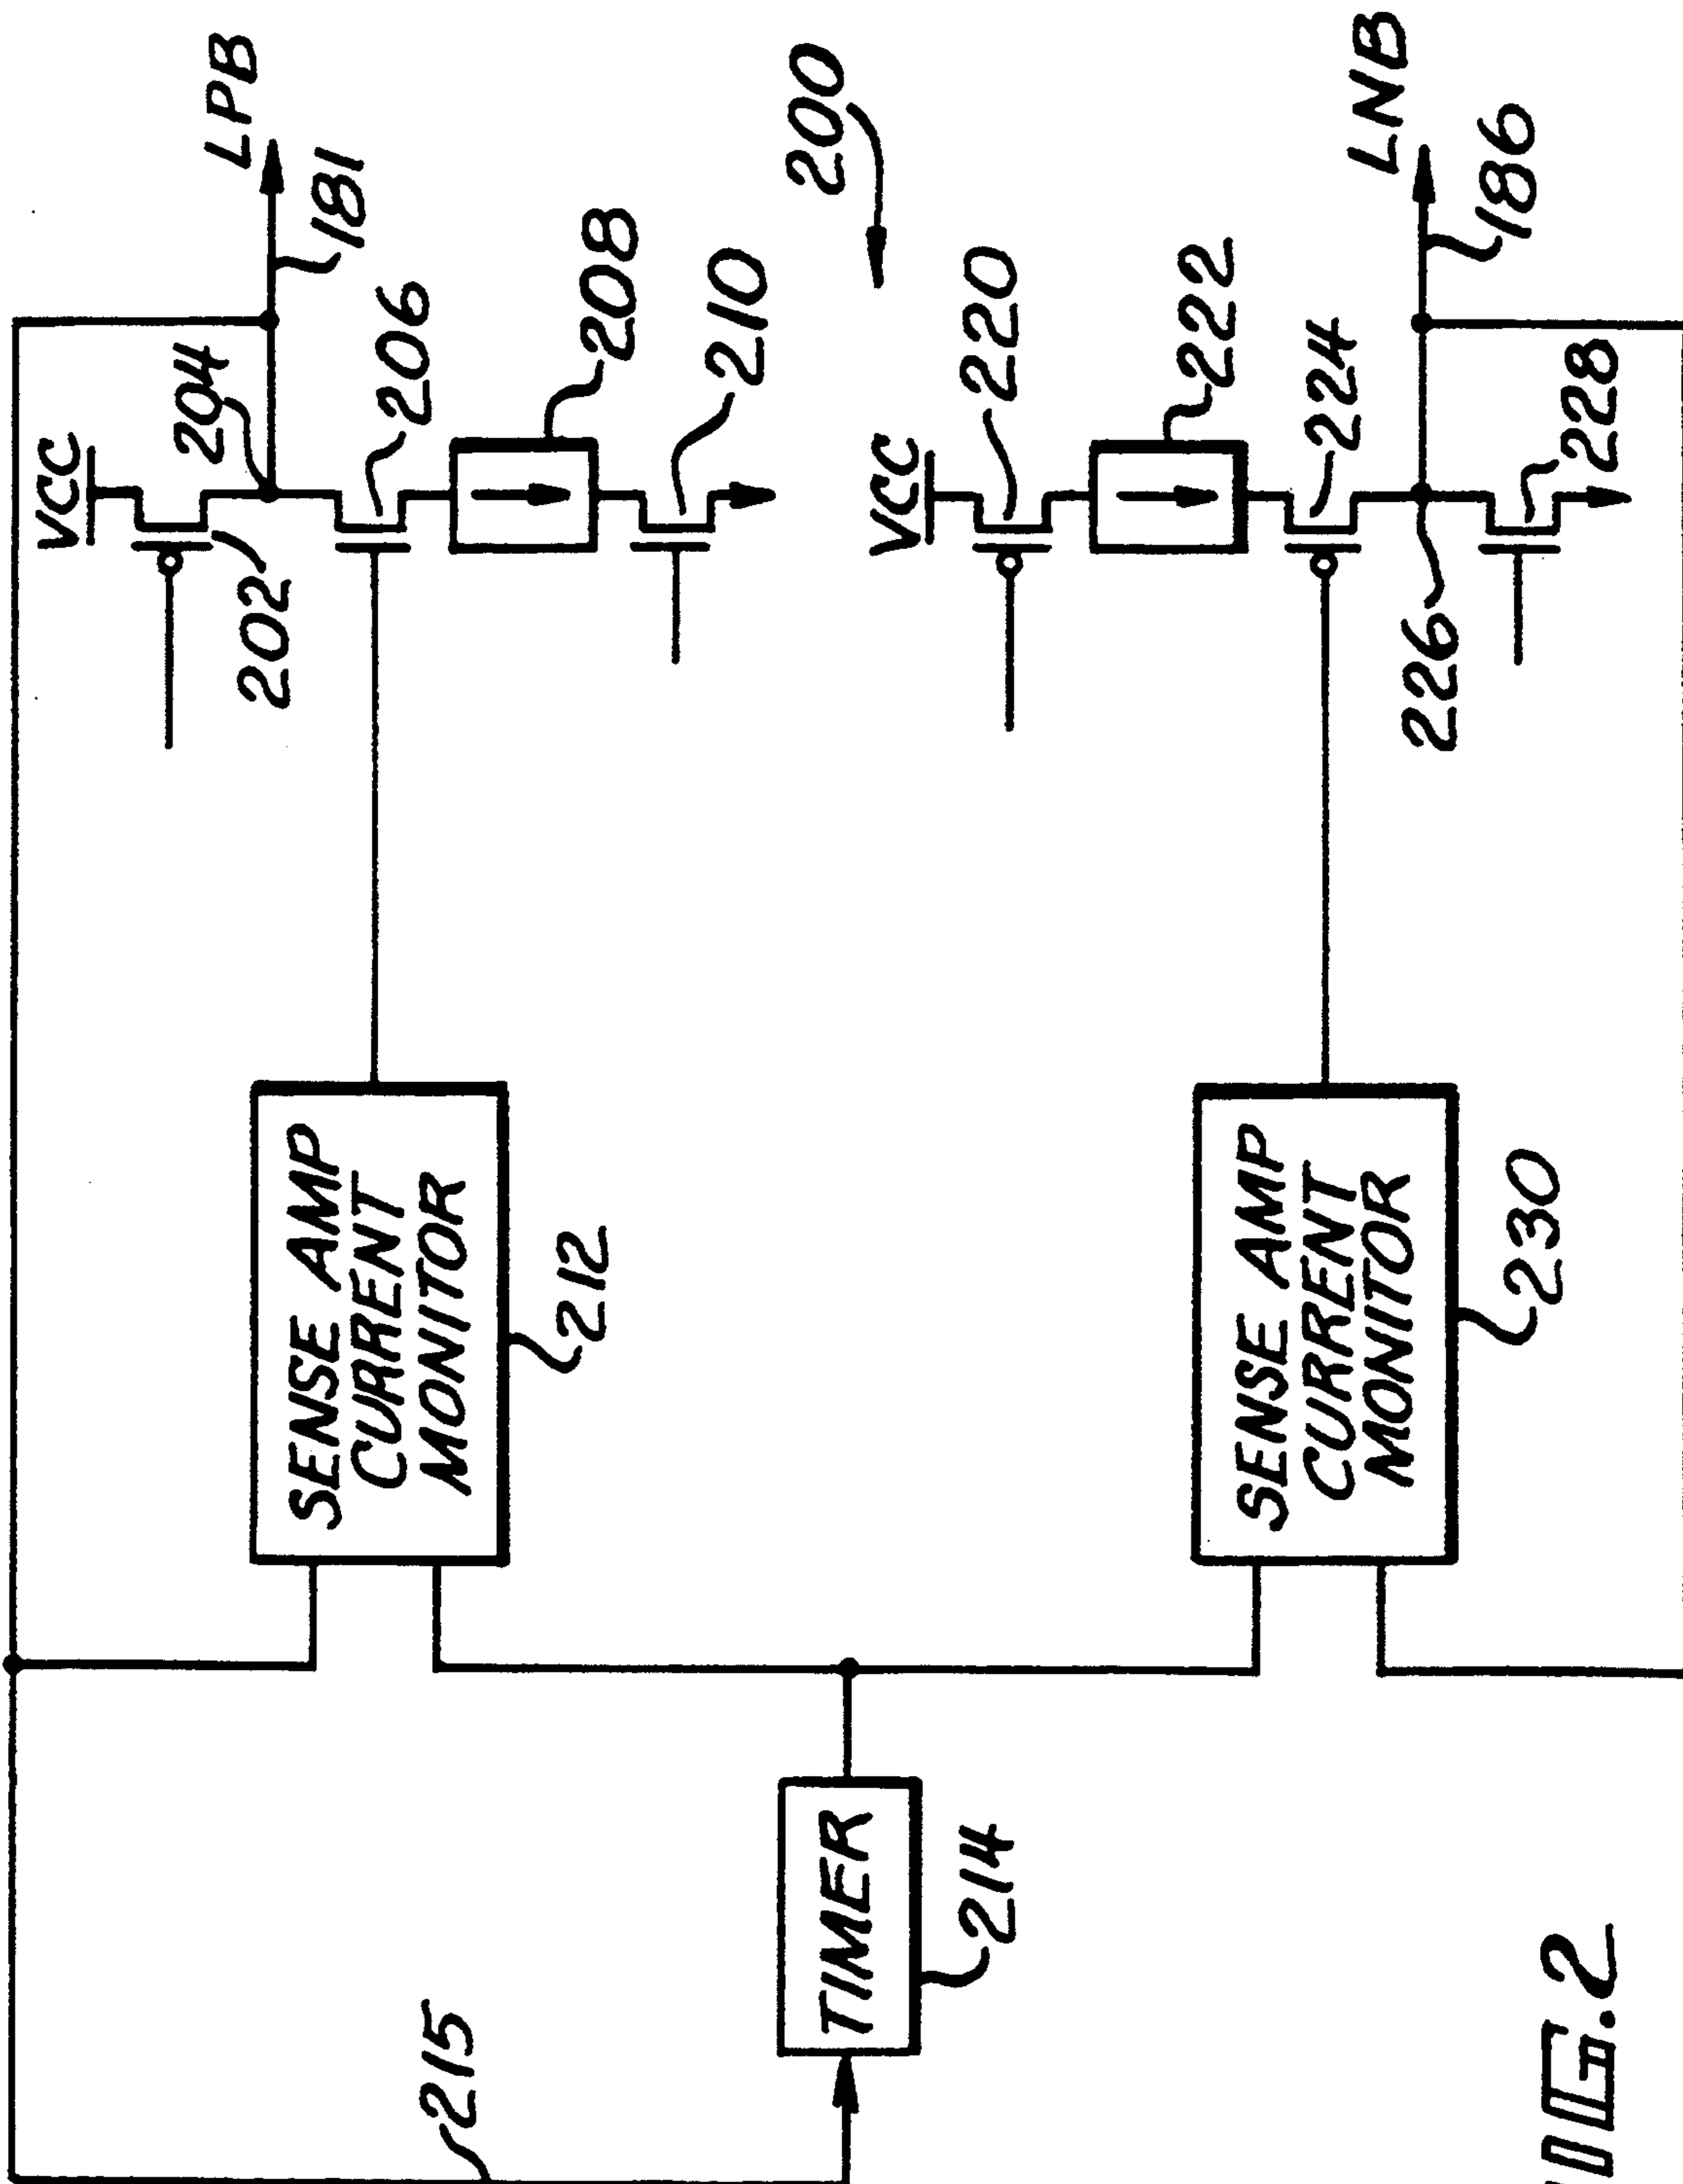 VCC
202
204
LPB
181
206
208
210
SENSE AMP
CURRENT
MONITOR
212
215
TIMER
214
200
VCC
220
222
224
LNB
186
226
228
SENSE AMP
CURRENT
MONITOR
230
FIG.2